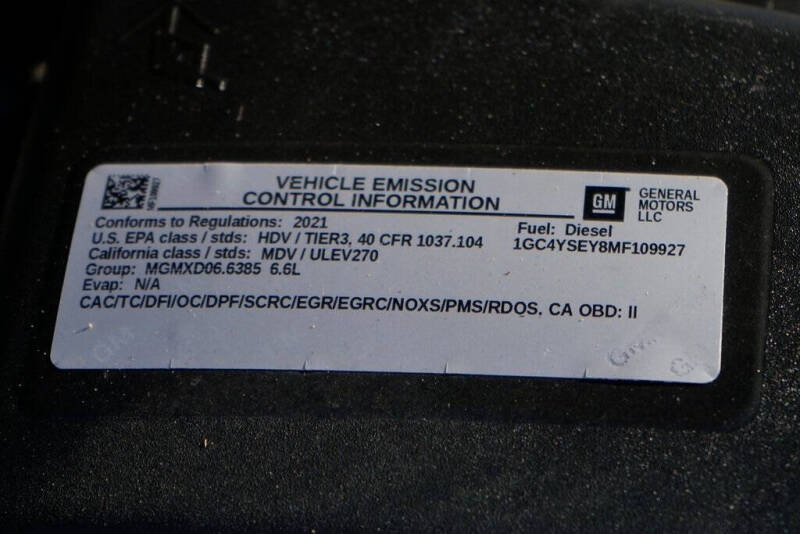 VEHICLE EMISSION
CONTROL INFORMATION
GM
GENERAL
MOTORS
LLC
Conforms to Regulations: 2021
Fuel: Diesel
U.S. EPA class / stds: HDV / TIER3, 40 CFR 1037.104
1GC4YSEY8MF109927
California class / stds: MDV / ULEV270
Group: MGMXD06.6385 6.6L
Evap: N/A
CAC/TC/DFI/OC/DPF/SCRC/EGR/EGRC/NOXS/PMS/RDQS, CA OBD: II